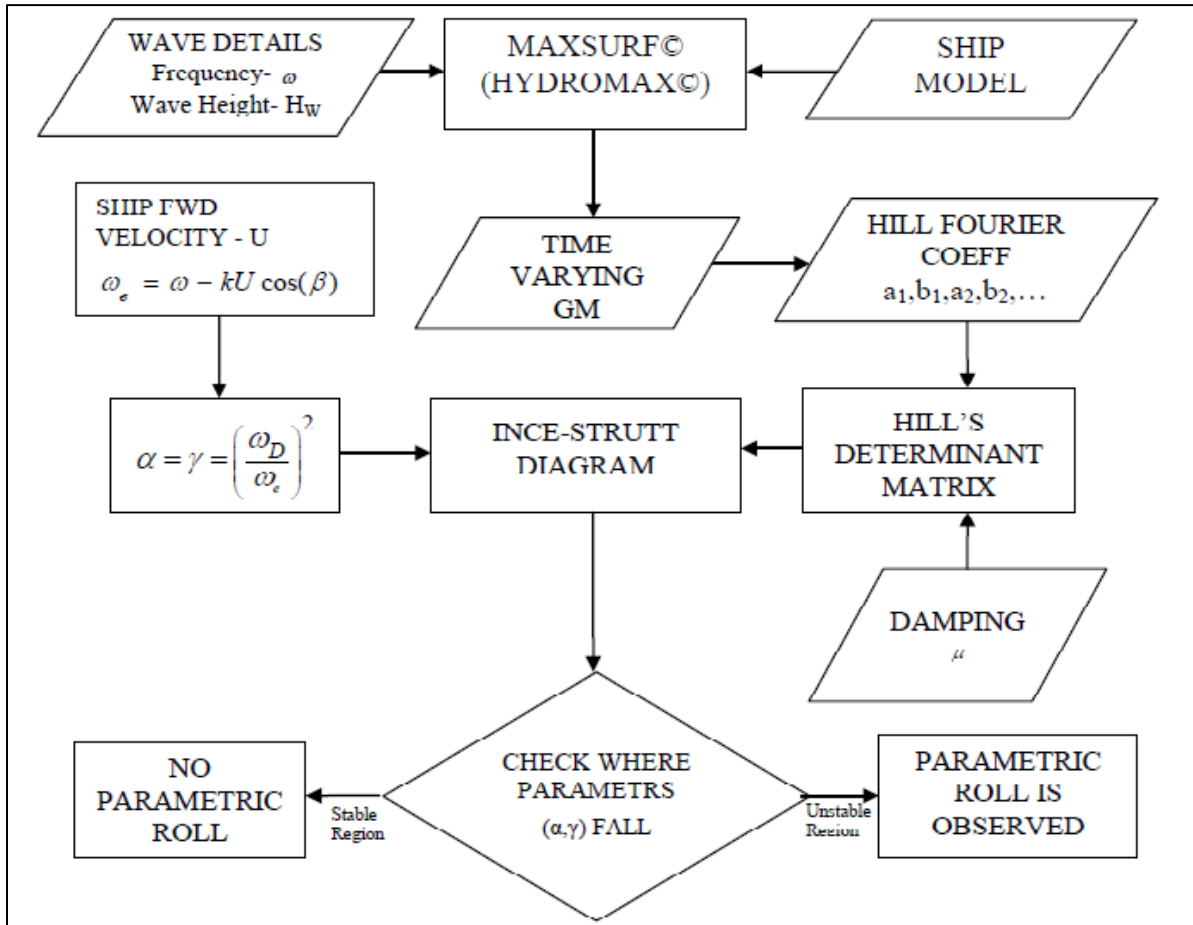 WAVE DETAILS
Frequency- ω
Wave Height- H_W
MAXSURF©
(HYDROMAX©)
SHIP
MODEL
SHIP FWD
VELOCITY - U
ω_e = ω − kU cos(β)
TIME
VARYING
GM
HILL FOURIER
COEFF
a₁,b₁,a₂,b₂,…
α = γ = (ω_D / ω_e)²
INCE-STRUTT
DIAGRAM
HILL'S
DETERMINANT
MATRIX
DAMPING
μ
CHECK WHERE
PARAMETRS
(α,γ) FALL
NO
PARAMETRIC
ROLL
Stable
Region
Unstable
Region
PARAMETRIC
ROLL IS
OBSERVED